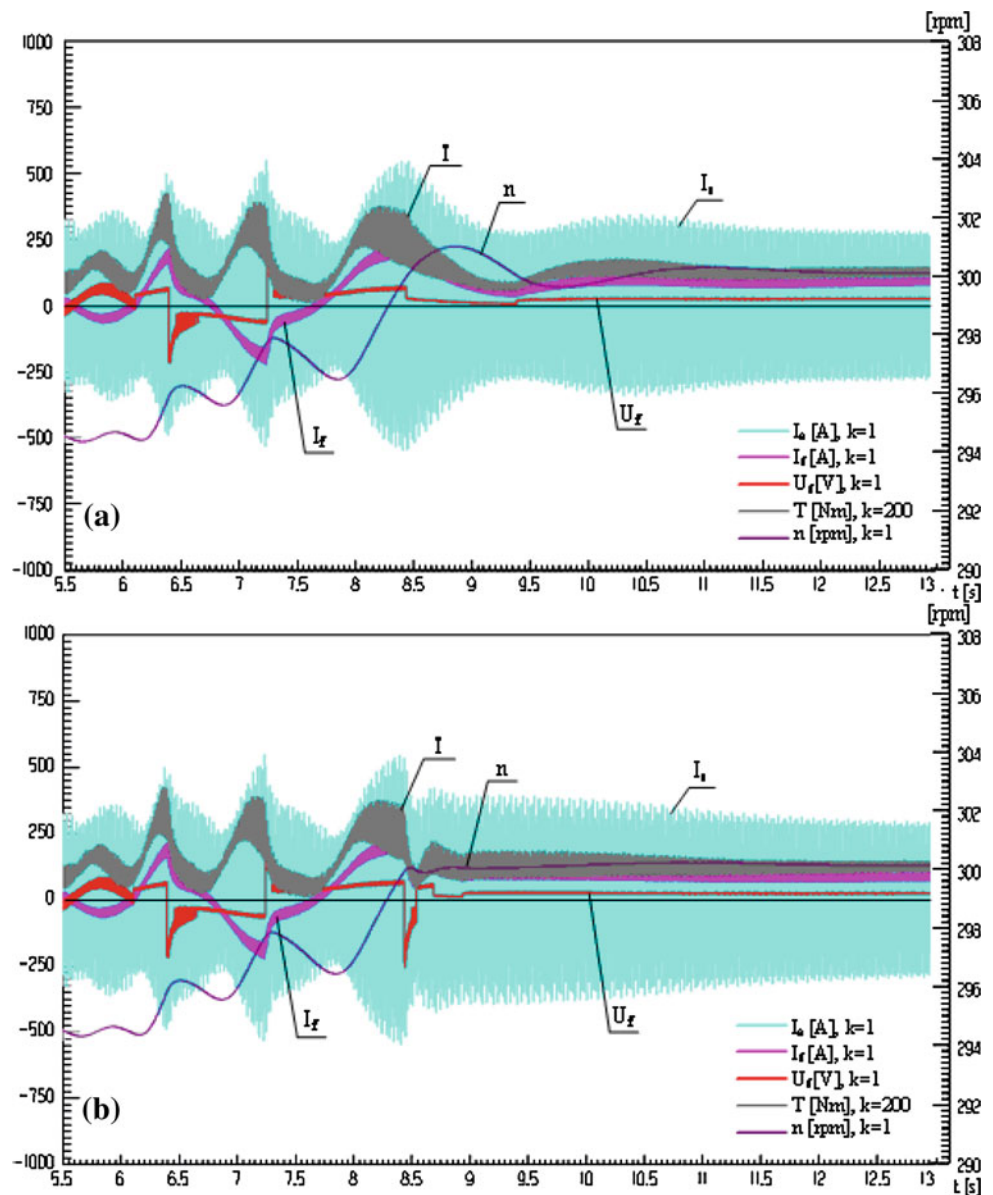 [rpm]
1000
750
500
250
0
-250
-500
-750
-1000
308
306
304
302
300
298
296
294
292
290
I
n
Is
If
Uf
(a)
Ia [A], k=1
If [A], k=1
Uf [V], k=1
T [Nm], k=200
n [rpm], k=1
5.5 6 6.5 7 7.5 8 8.5 9 9.5 10 10.5 11 11.5 12 12.5 13 t [s]
[rpm]
1000
750
500
250
0
-250
-500
-750
-1000
308
306
304
302
300
298
296
294
292
290
I
n
Is
If
Uf
(b)
Ia [A], k=1
If [A], k=1
Uf [V], k=1
T [Nm], k=200
n [rpm], k=1
5.5 6 6.5 7 7.5 8 8.5 9 9.5 10 10.5 11 11.5 12 12.5 13 t [s]